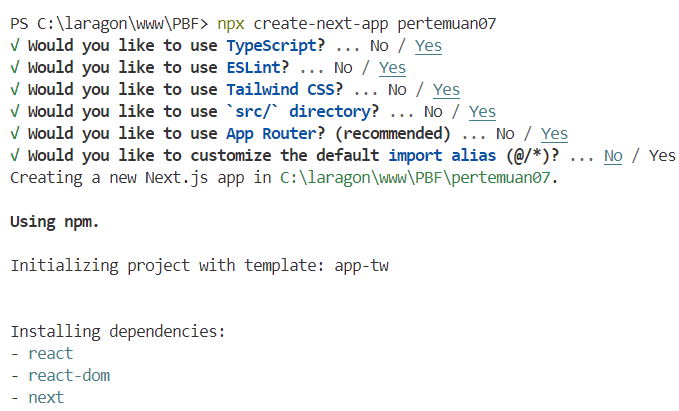 PS C:\laragon\www\PBF> npx create-next-app pertemuan07
√ Would you like to use TypeScript? ... No / Yes
√ Would you like to use ESLint? ... No / Yes
√ Would you like to use Tailwind CSS? ... No / Yes
√ Would you like to use `src/` directory? ... No / Yes
√ Would you like to use App Router? (recommended) ... No / Yes
√ Would you like to customize the default import alias (@/*)? ... No / Yes
Creating a new Next.js app in C:\laragon\www\PBF\pertemuan07.
Using npm.
Initializing project with template: app-tw
Installing dependencies:
- react
- react-dom
- next